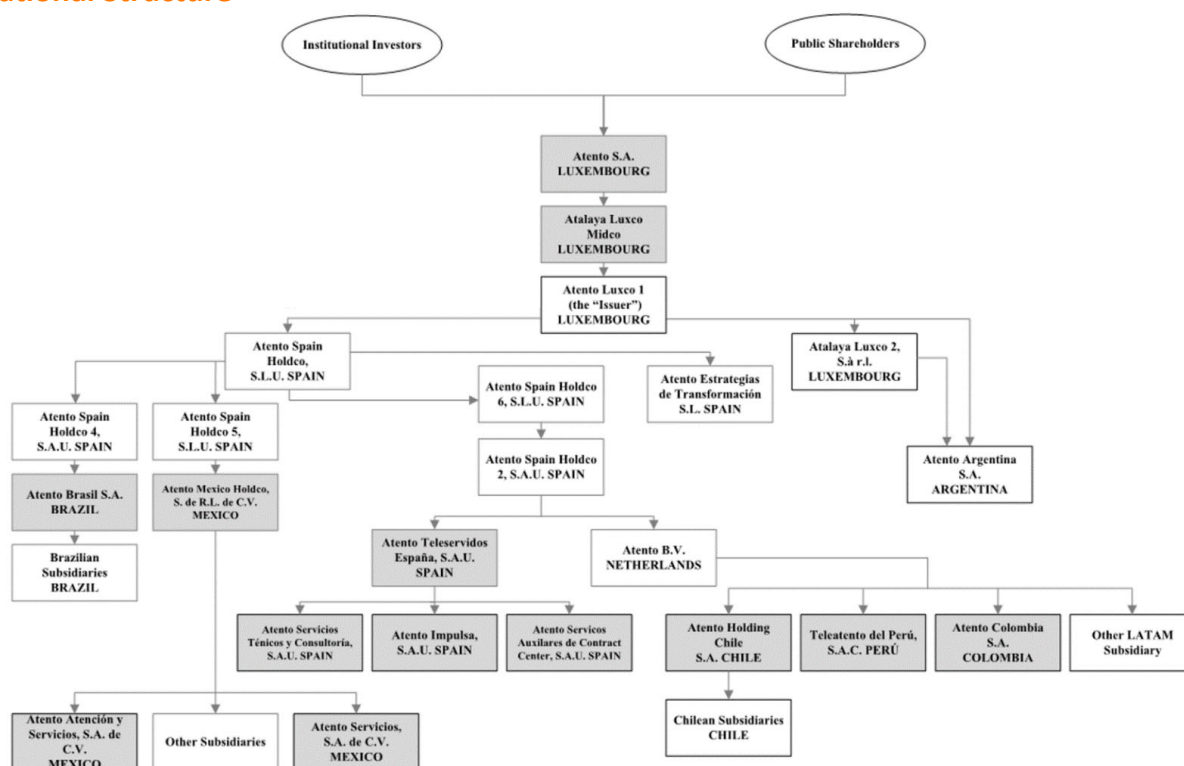 Institutional Investors
Public Shareholders
Atento S.A.
LUXEMBOURG
Atalaya Luxco
Midco
LUXEMBOURG
Atento Luxco 1
(the “Issuer”)
LUXEMBOURG
Atento Spain
Holdco,
S.L.U. SPAIN
Atalaya Luxco 2,
S.à r.l.
LUXEMBOURG
Atento Spain Holdco
6, S.L.U. SPAIN
Atento Estrategias
de Transformación
S.L. SPAIN
Atento Spain
Holdco 4,
S.A.U. SPAIN
Atento Spain
Holdco 5,
S.L.U. SPAIN
Atento Spain Holdco
2, S.A.U. SPAIN
Atento Argentina
S.A.
ARGENTINA
Atento Brasil S.A.
BRAZIL
Atento Mexico Holdco,
S. de R.L. de C.V.
MEXICO
Brazilian
Subsidiaries
BRAZIL
Atento Teleservidos
España, S.A.U.
SPAIN
Atento B.V.
NETHERLANDS
Atento Servicios
Ténicos y Consultoría,
S.A.U. SPAIN
Atento Impulsa,
S.A.U. SPAIN
Atento Servicos
Auxilares de Contract
Center, S.A.U. SPAIN
Atento Holding
Chile
S.A. CHILE
Teleatento del Perú,
S.A.C. PERÚ
Atento Colombia
S.A.
COLOMBIA
Other LATAM
Subsidiary
Atento Atención y
Servicios, S.A. de
C.V.
MEXICO
Other Subsidiaries
Atento Servicios,
S.A. de C.V.
MEXICO
Chilean Subsidiaries
CHILE